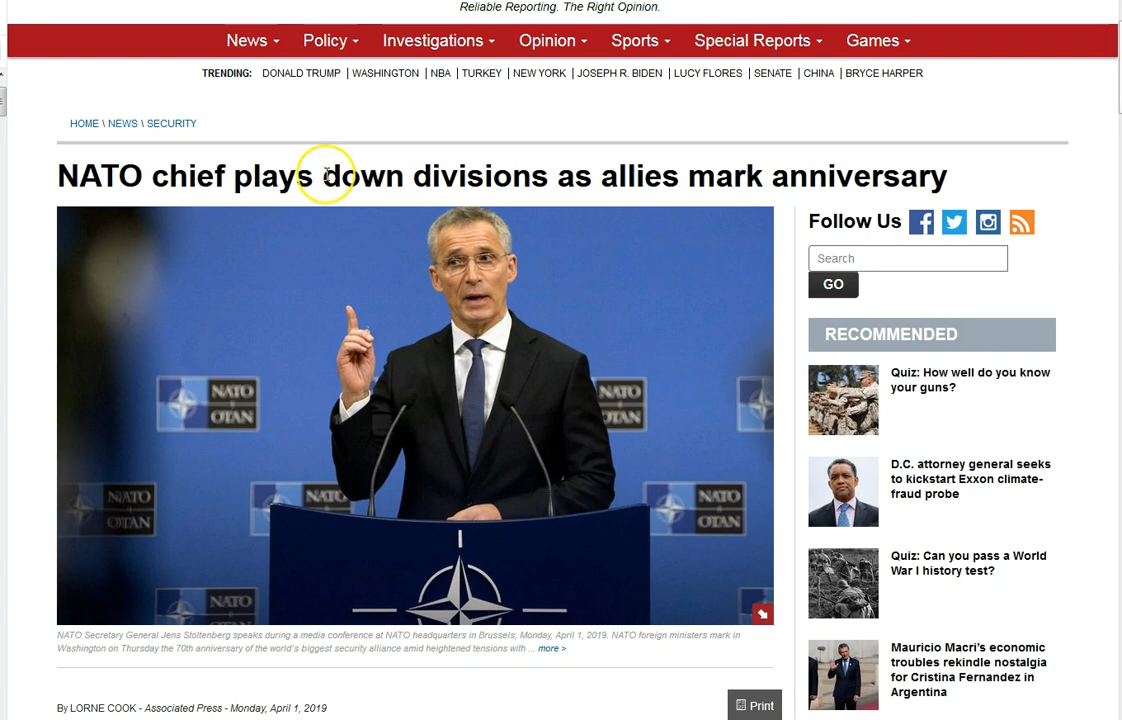 Reliable Reporting. The Right Opinion.
News Policy Investigations Opinion Sports Special Reports Games
TRENDING: DONALD TRUMP | WASHINGTON | NBA | TURKEY | NEW YORK | JOSEPH R. BIDEN | LUCY FLORES | SENATE | CHINA | BRYCE HARPER
HOME \ NEWS \ SECURITY
NATO chief plays down divisions as allies mark anniversary
NATO
OTAN
NATO
OTAN
NATO
OTAN
NATO
NATO
OTAN
NATO
OTAN
NATO Secretary General Jens Stoltenberg speaks during a media conference at NATO headquarters in Brussels, Monday, April 1, 2019. NATO foreign ministers mark in
Washington on Thursday the 70th anniversary of the world's biggest security alliance amid heightened tensions with ... more >
By LORNE COOK - Associated Press - Monday, April 1, 2019
Print
Follow Us
Search
GO
RECOMMENDED
Quiz: How well do you know
your guns?
D.C. attorney general seeks
to kickstart Exxon climate-
fraud probe
Quiz: Can you pass a World
War I history test?
Mauricio Macri's economic
troubles rekindle nostalgia
for Cristina Fernandez in
Argentina